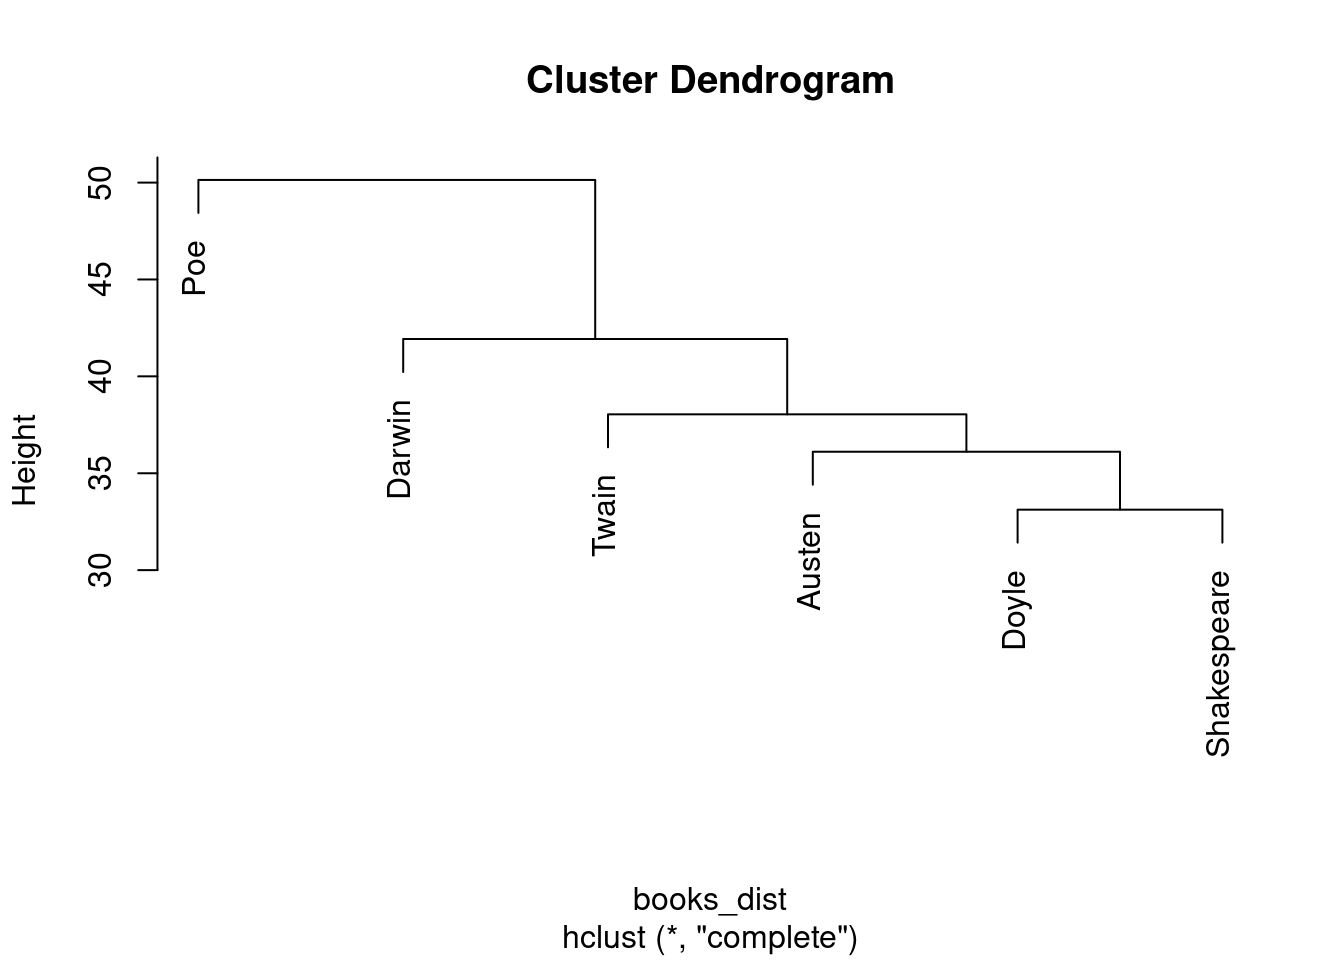 Cluster Dendrogram
Height
50
45
40
35
30
Poe
Darwin
Twain
Austen
Doyle
Shakespeare
books_dist
hclust (*, "complete")